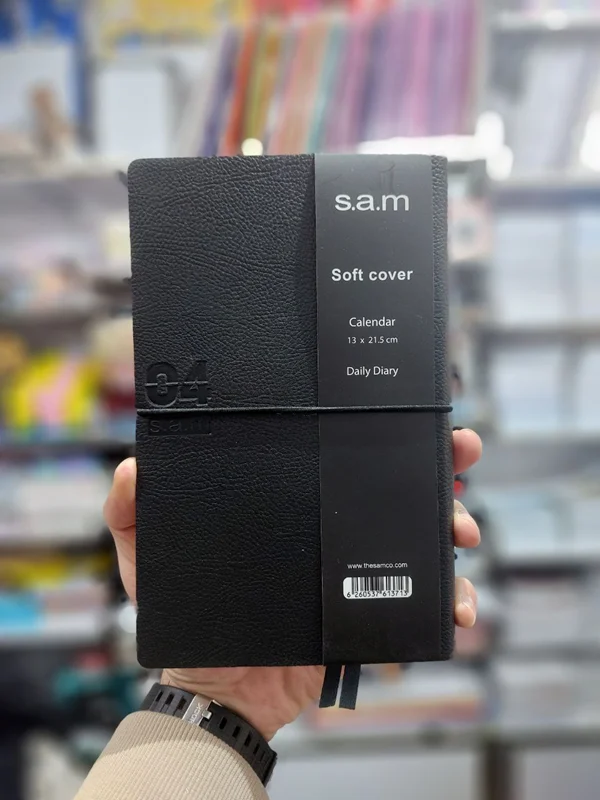 s.a.m
Soft cover
Calendar
13 x 21.5 cm
Daily Diary
04
s.a.m
www.thesamco.com
6 260537 613713